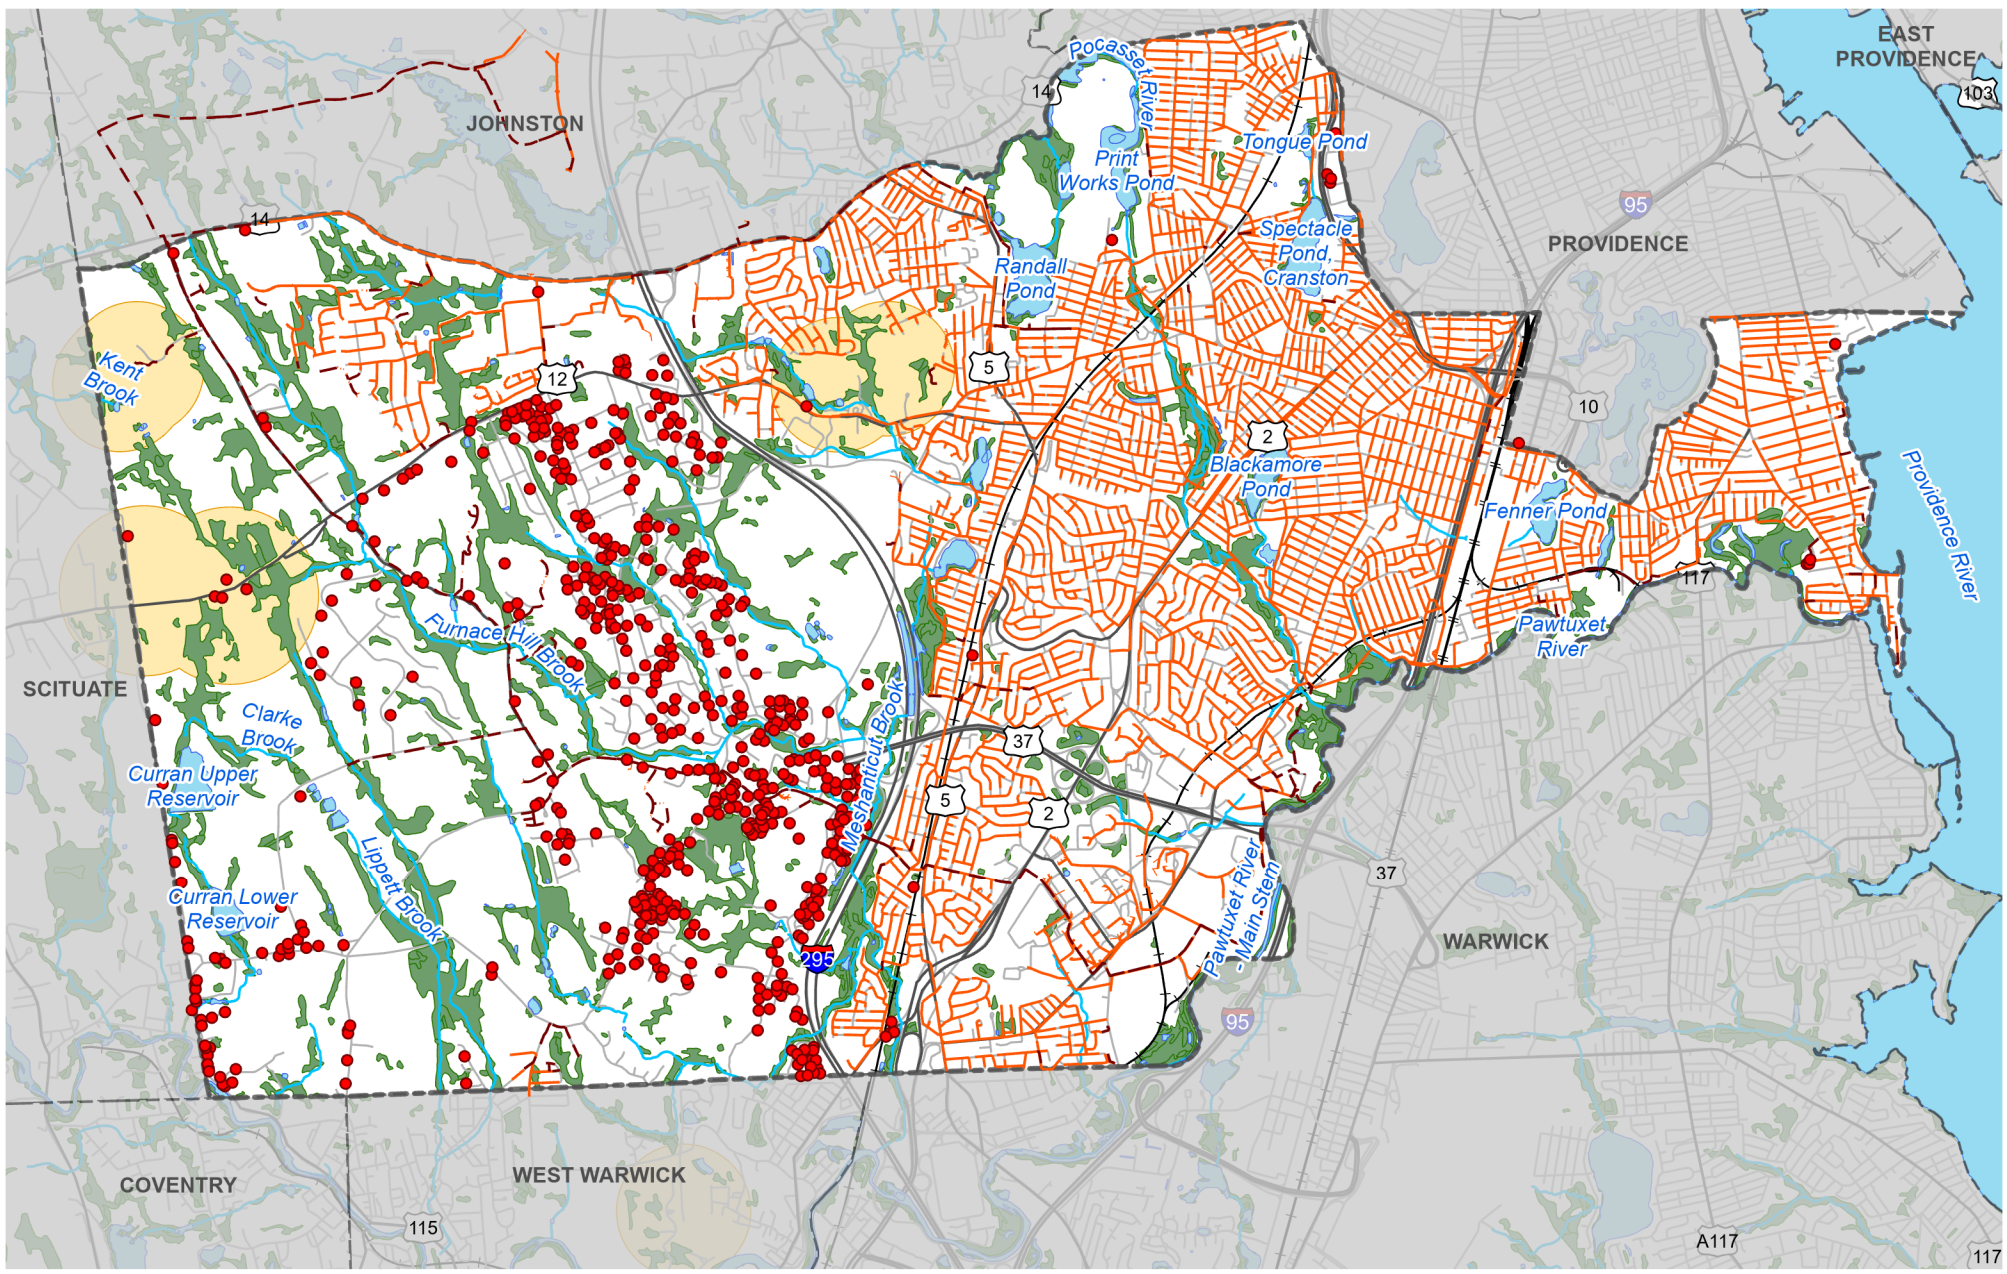 EAST
PROVIDENCE
103
Pocasset River
14
JOHNSTON
Tongue Pond
Print
Works Pond
95
14
Spectacle
Pond,
Cranston
PROVIDENCE
Randall
Pond
Kent
Brook
12
5
10
2
Blackamore
Pond
Fenner Pond
Providence River
117
Furnace Hill Brook
Pawtuxet
River
SCITUATE
Clarke
Brook
Meshanticut Brook
37
Curran Upper
Reservoir
5
2
Lippett Brook
37
Curran Lower
Reservoir
Pawtuxet River
- Main Stem
WARWICK
295
95
COVENTRY
WEST WARWICK
115
A117
117